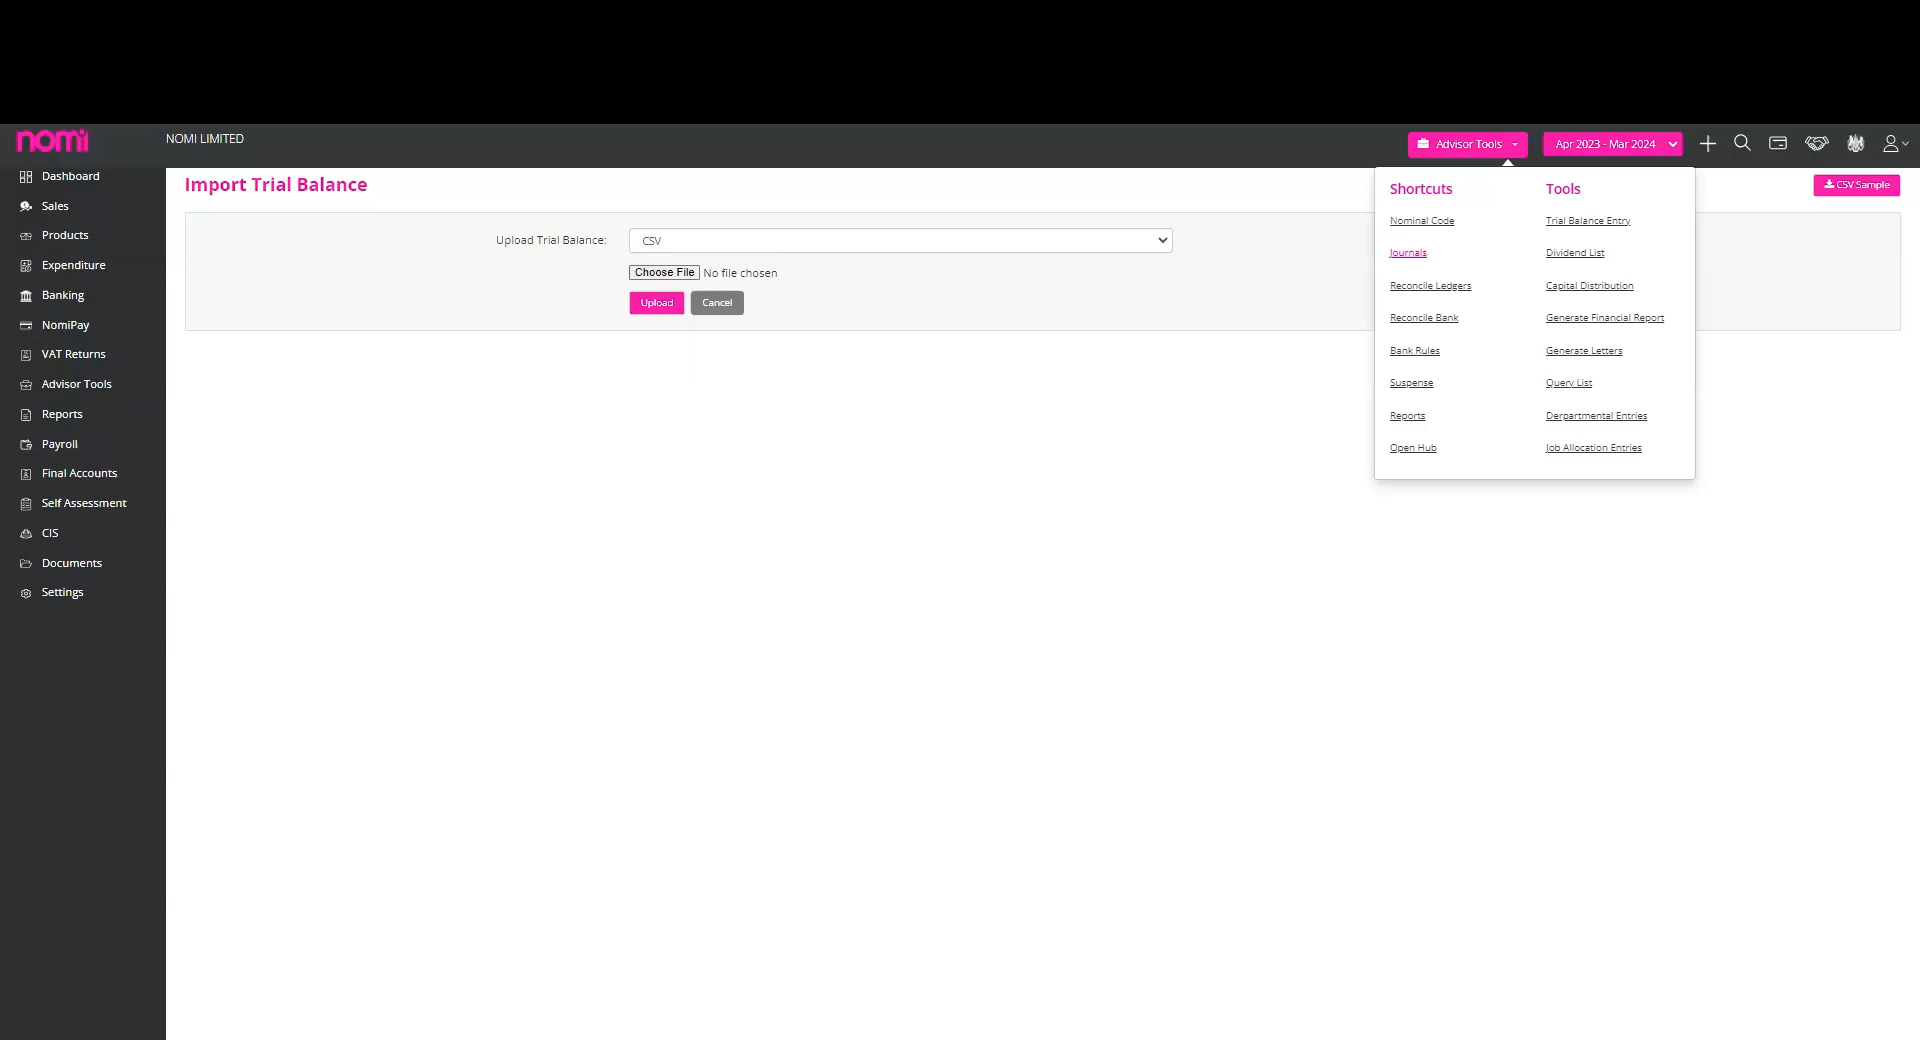 nomi
NOMI LIMITED
Advisor Tools
Apr 2023 - Mar 2024
Dashboard
Sales
Products
Expenditure
Banking
NomiPay
VAT Returns
Advisor Tools
Reports
Payroll
Final Accounts
Self Assessment
CIS
Documents
Settings
Import Trial Balance
CSV Sample
Upload Trial Balance:
CSV
Choose File No file chosen
Upload
Cancel
Shortcuts
Nominal Code
Journals
Reconcile Ledgers
Reconcile Bank
Bank Rules
Suspense
Reports
Open Hub
Tools
Trial Balance Entry
Dividend List
Capital Distribution
Generate Financial Report
Generate Letters
Query List
Derpartmental Entries
Job Allocation Entries